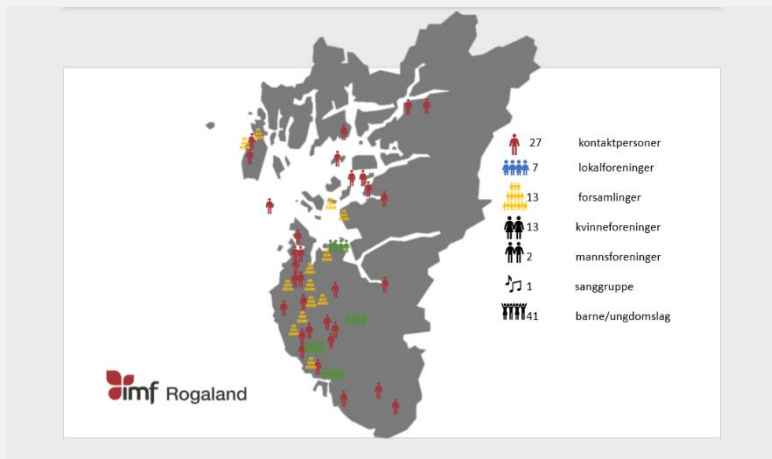 27 kontaktpersoner
7 lokalforeninger
13 forsamlinger
13 kvinneforeninger
2 mannsforeninger
1 sanggruppe
41 barne/ungdomslag
imf Rogaland